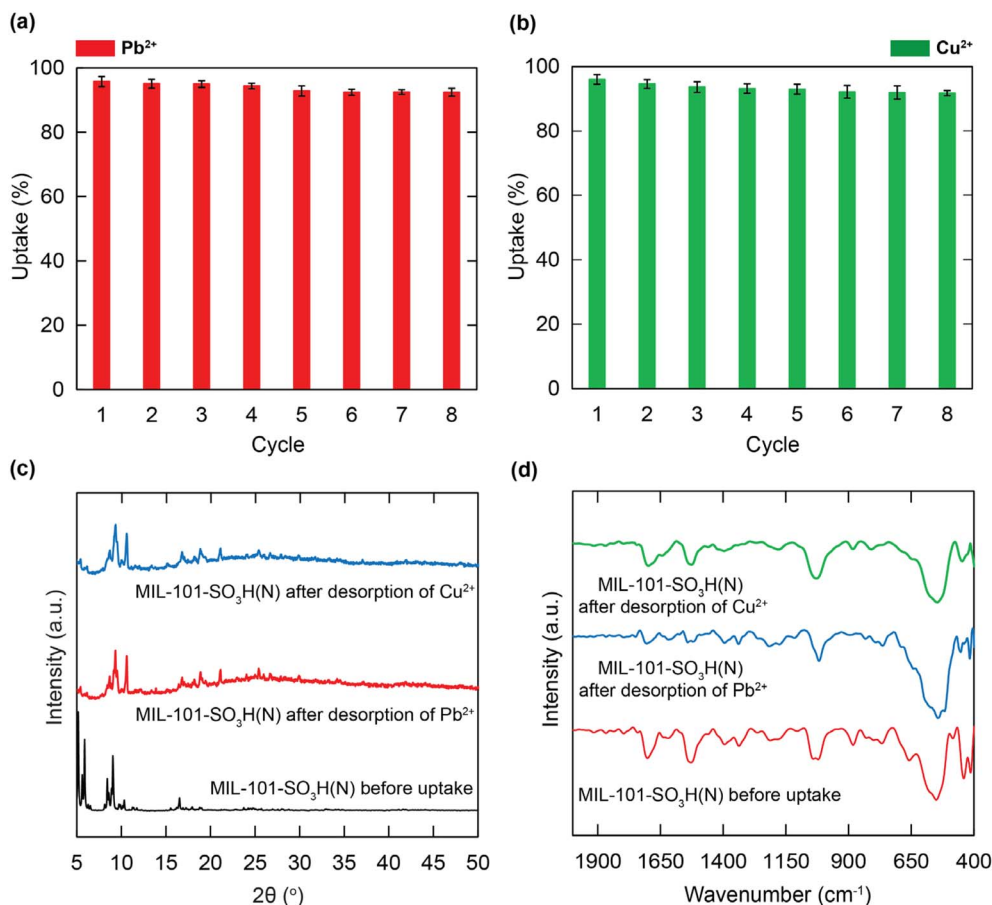 (a)
Pb²⁺
100
80
60
40
20
0
Uptake (%)
1 2 3 4 5 6 7 8
Cycle
(b)
Cu²⁺
100
80
60
40
20
0
Uptake (%)
1 2 3 4 5 6 7 8
Cycle
(c)
MIL-101-SO₃H(N) after desorption of Cu²⁺
MIL-101-SO₃H(N) after desorption of Pb²⁺
MIL-101-SO₃H(N) before uptake
Intensity (a.u.)
5 10 15 20 25 30 35 40 45 50
2θ (°)
(d)
MIL-101-SO₃H(N)
after desorption of Cu²⁺
MIL-101-SO₃H(N)
after desorption of Pb²⁺
MIL-101-SO₃H(N) before uptake
Intensity (a.u.)
1900 1650 1400 1150 900 650 400
Wavenumber (cm⁻¹)